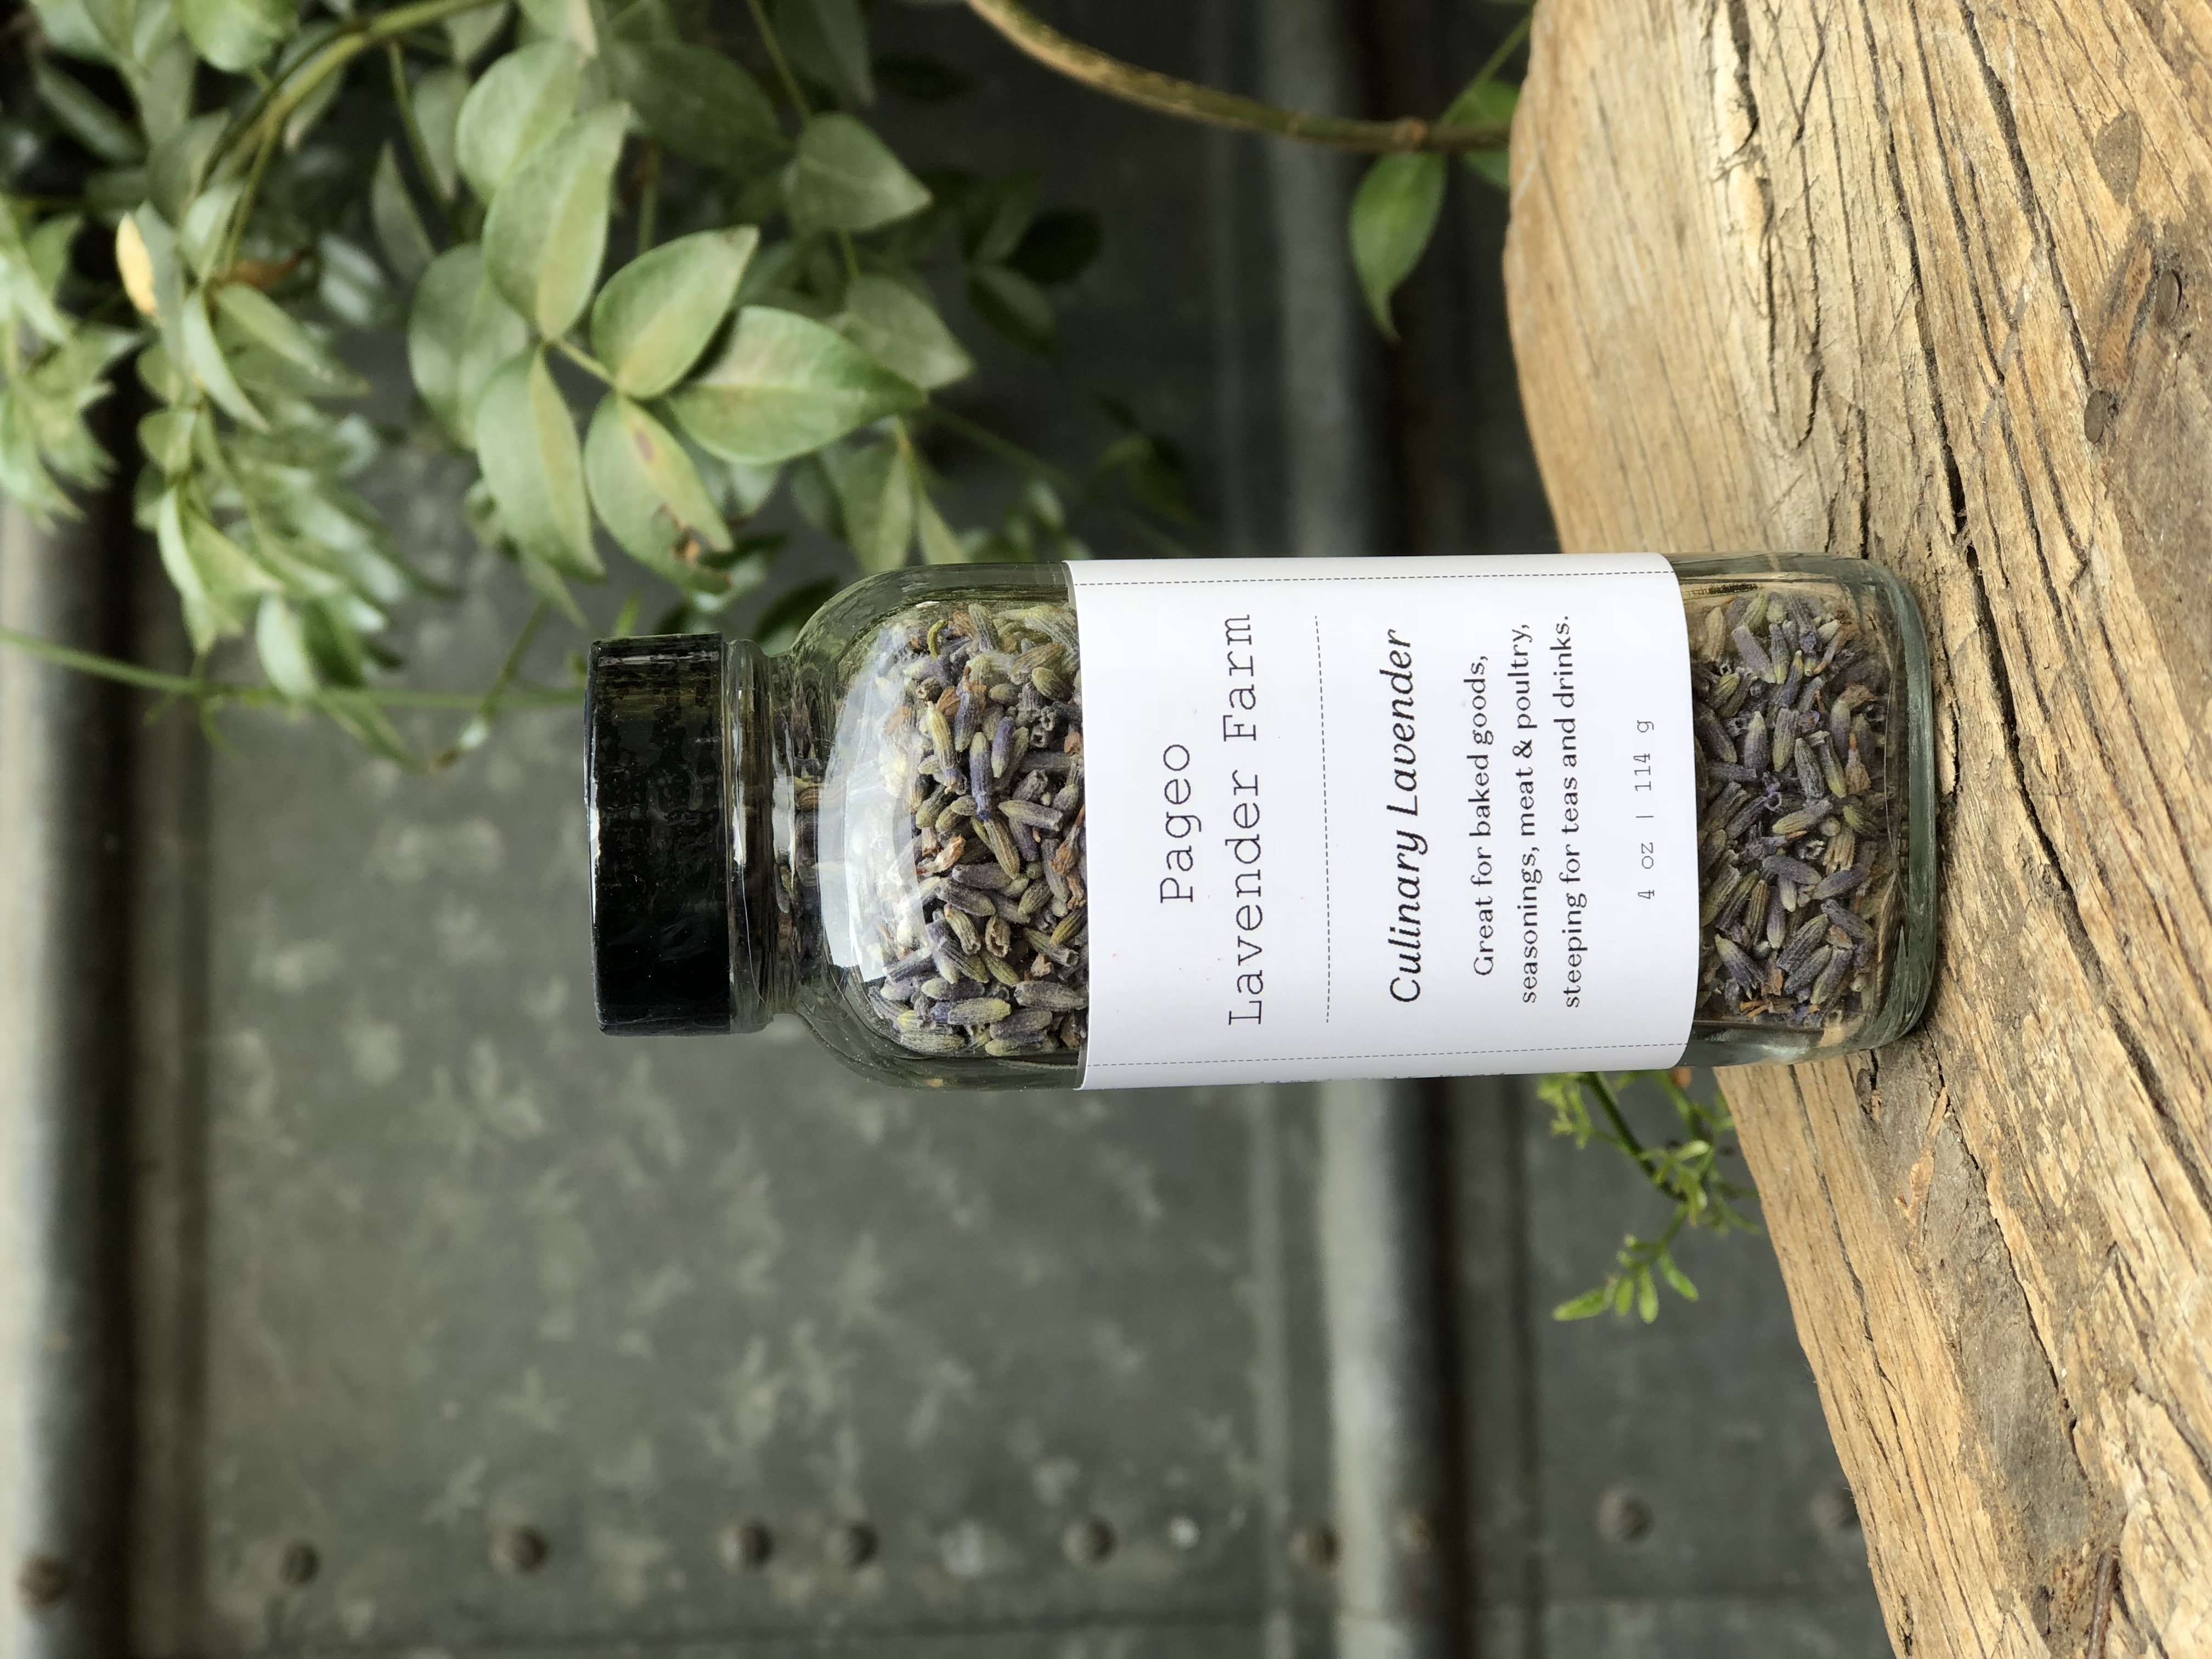 Pageo
Lavender Farm
Culinary Lavender
Great for baked goods,
seasonings, meat & poultry,
steeping for teas and drinks.
4 oz | 114 g